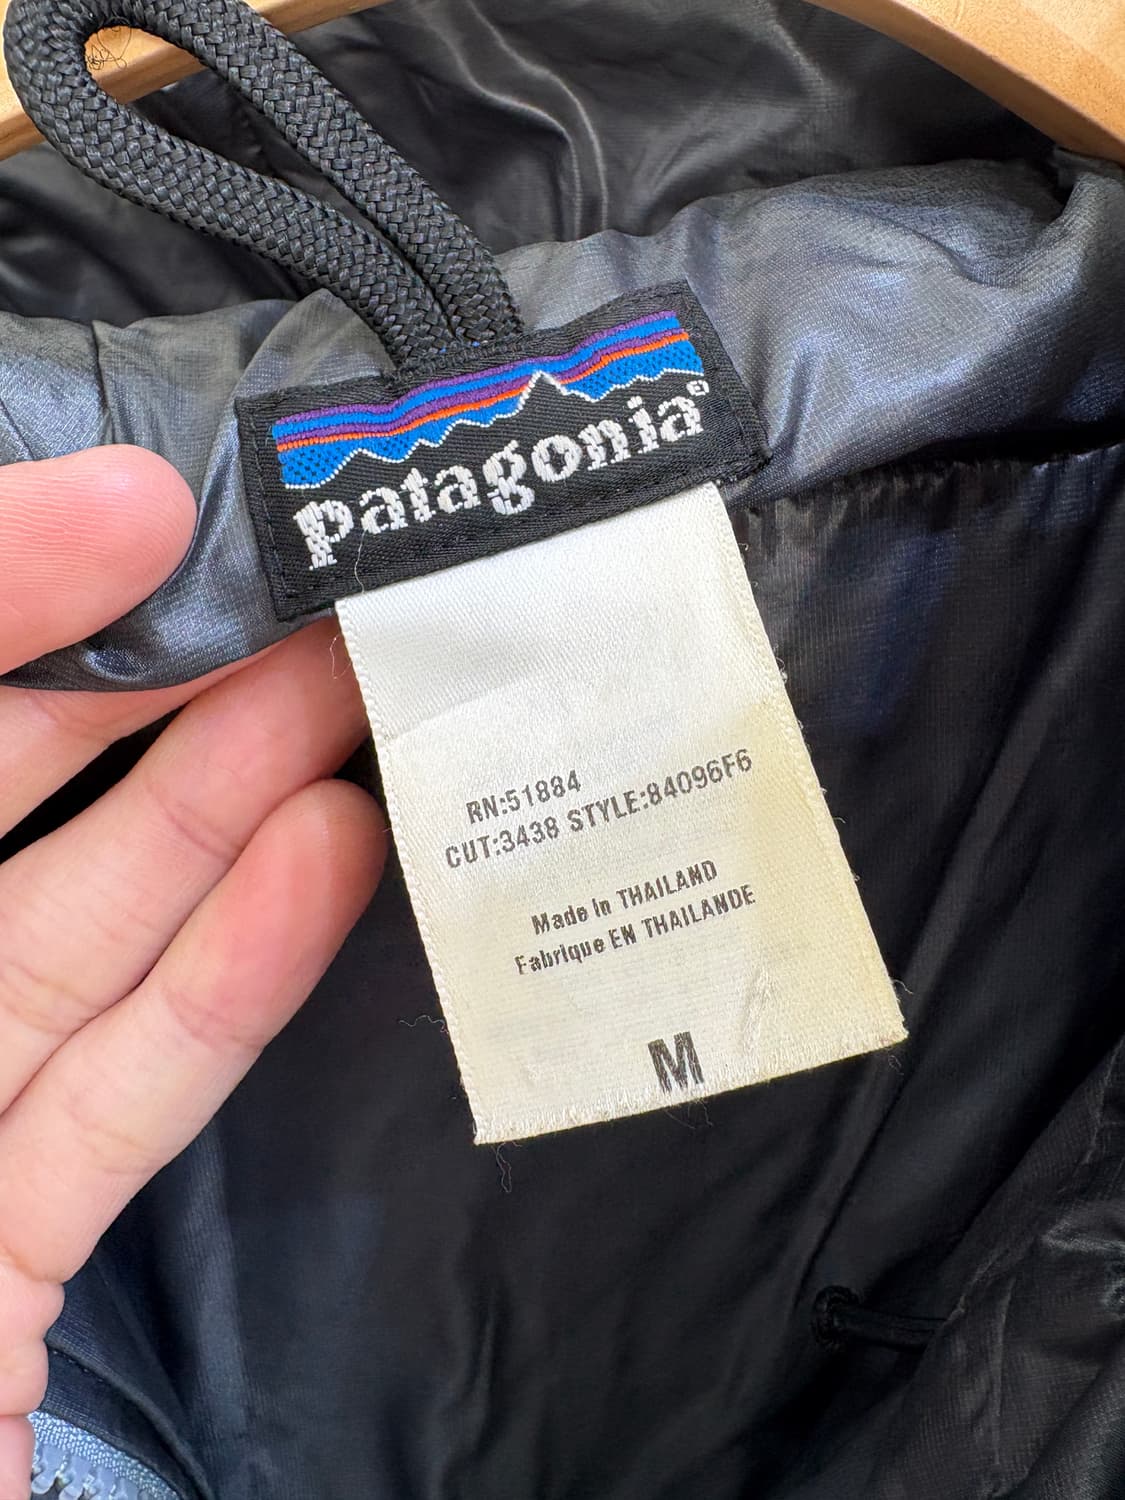 patagonia®
RN:51884
CUT:3438 STYLE:84096F6
Made in THAILAND
Fabrique EN THAILANDE
M